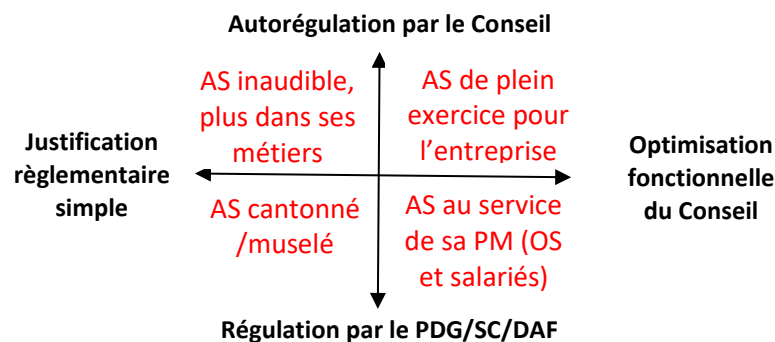 Autorégulation par le Conseil
AS inaudible,
plus dans ses
métiers
AS de plein
exercice pour
l'entreprise
Justification
règlementaire
simple
Optimisation
fonctionnelle
du Conseil
AS cantonné
/muselé
AS au service
de sa PM (OS
et salariés)
Régulation par le PDG/SC/DAF